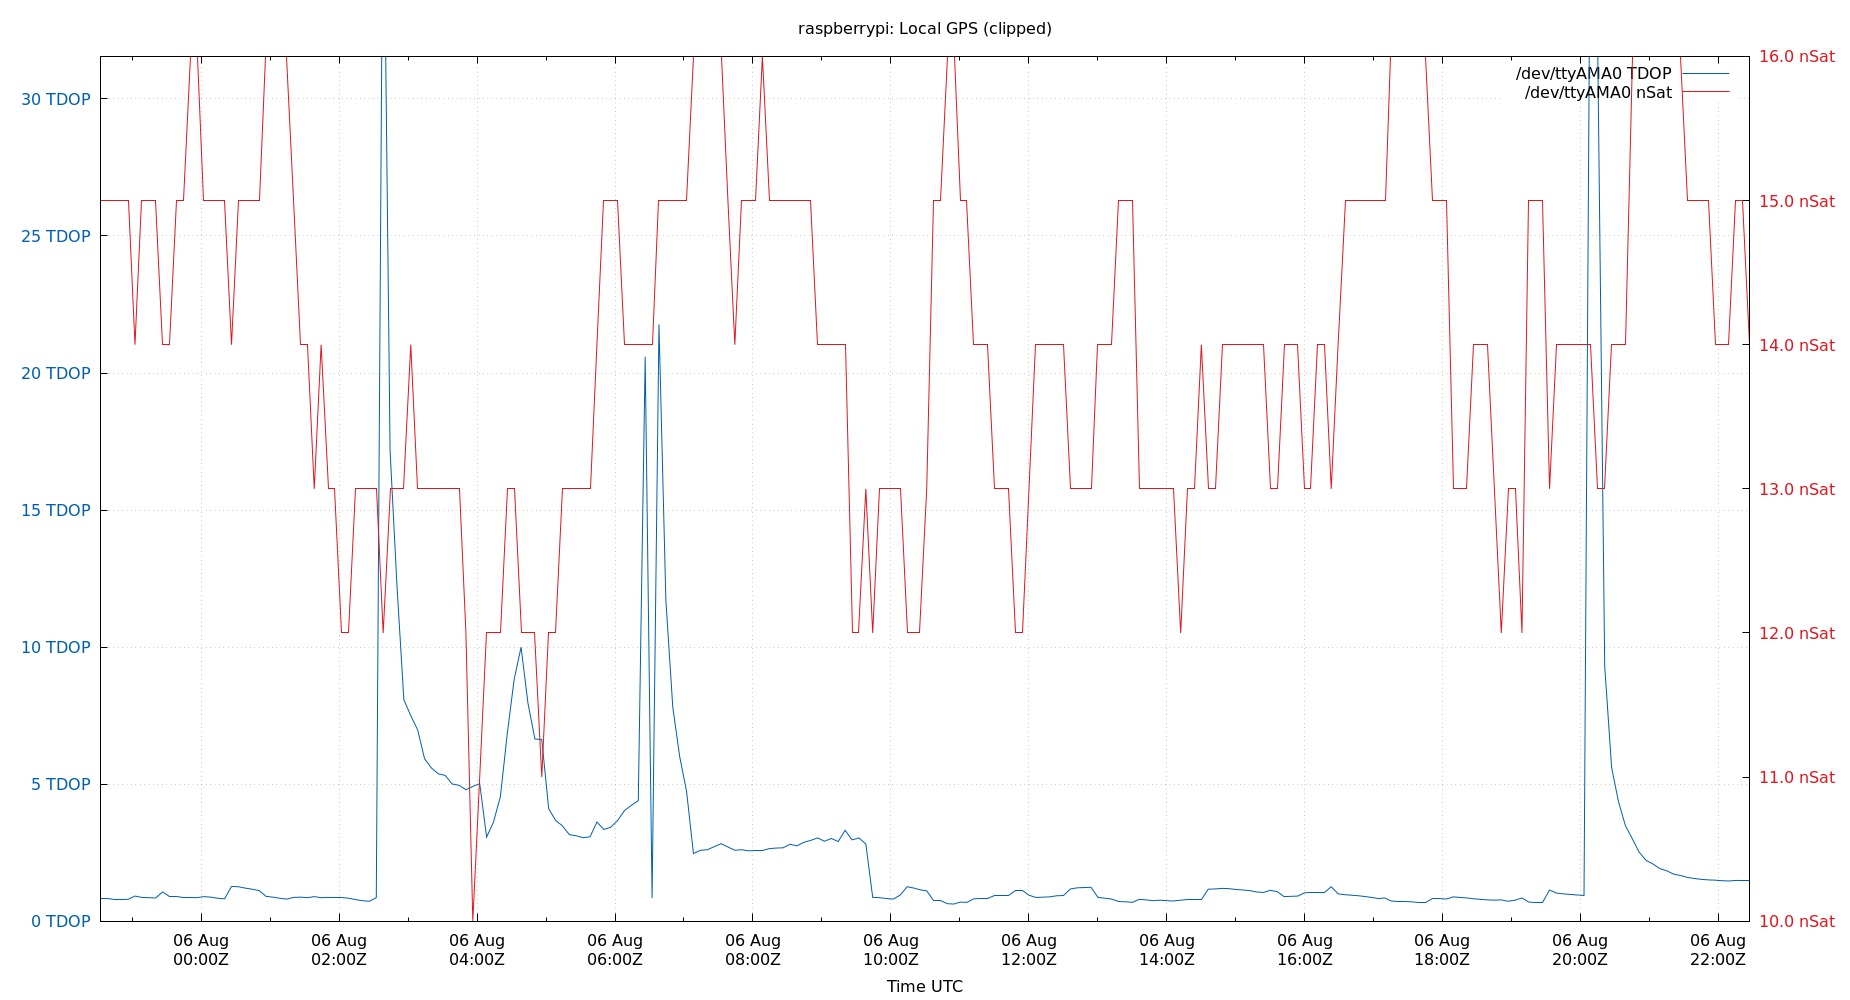 raspberrypi: Local GPS (clipped)
/dev/ttyAMA0 TDOP
/dev/ttyAMA0 nSat
30 TDOP
25 TDOP
20 TDOP
15 TDOP
10 TDOP
5 TDOP
0 TDOP
16.0 nSat
15.0 nSat
14.0 nSat
13.0 nSat
12.0 nSat
11.0 nSat
10.0 nSat
06 Aug
00:00Z
06 Aug
02:00Z
06 Aug
04:00Z
06 Aug
06:00Z
06 Aug
08:00Z
06 Aug
10:00Z
06 Aug
12:00Z
06 Aug
14:00Z
06 Aug
16:00Z
06 Aug
18:00Z
06 Aug
20:00Z
06 Aug
22:00Z
Time UTC